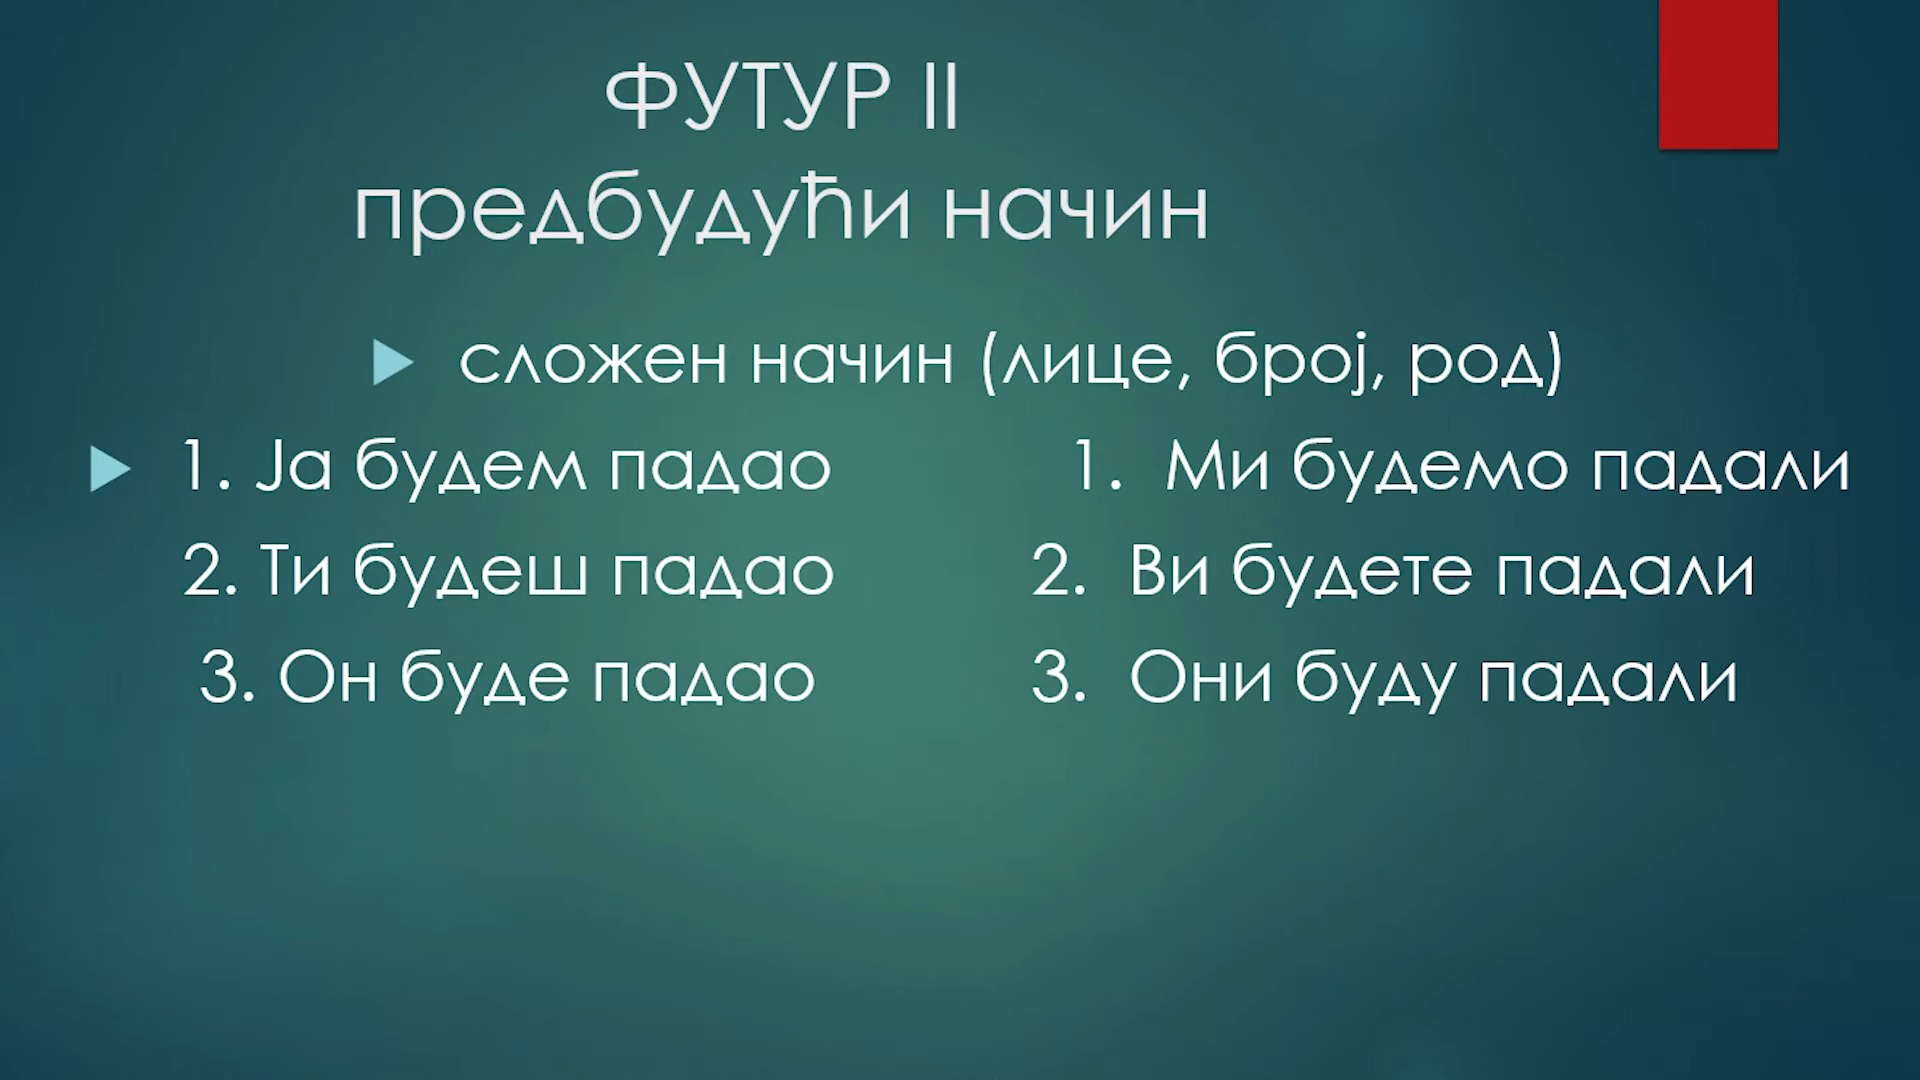 ФУТУР II
предбудући начин
сложен начин (лице, број, род)
1. Ја будем падао 1. Ми будемо падали
2. Ти будеш падао 2. Ви будете падали
3. Он буде падао 3. Они буду падали